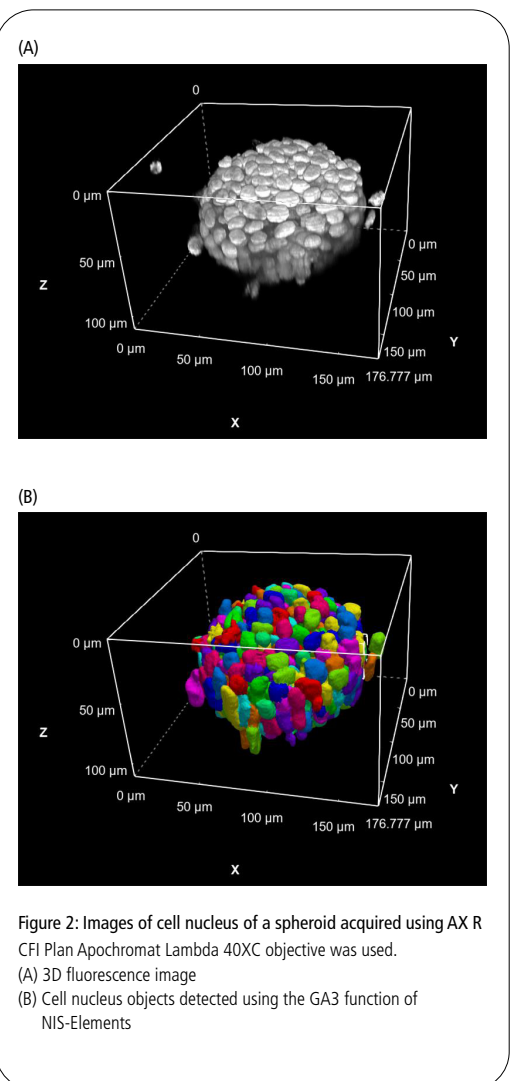 (A)
0
0 µm
0 µm
50 µm
50 µm
Z
100 µm
100 µm
0 µm
150 µm
Y
50 µm
100 µm
150 µm
176.777 µm
X
(B)
0
0 µm
0 µm
50 µm
50 µm
Z
100 µm
100 µm
0 µm
150 µm
Y
50 µm
100 µm
150 µm
176.777 µm
X
Figure 2: Images of cell nucleus of a spheroid acquired using AX R
CFI Plan Apochromat Lambda 40XC objective was used.
(A) 3D fluorescence image
(B) Cell nucleus objects detected using the GA3 function of
NIS-Elements